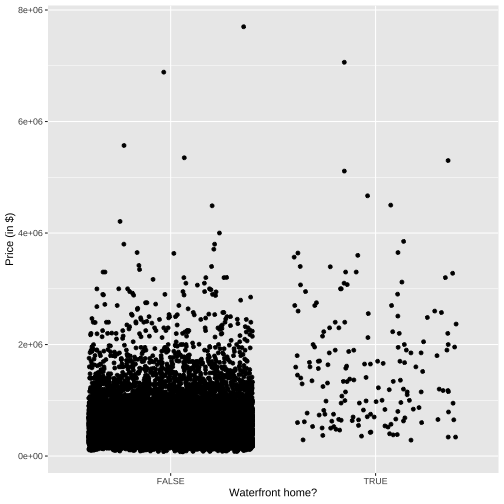 8e+06
6e+06
4e+06
2e+06
0e+00
Price (in $)
FALSE TRUE
Waterfront home?